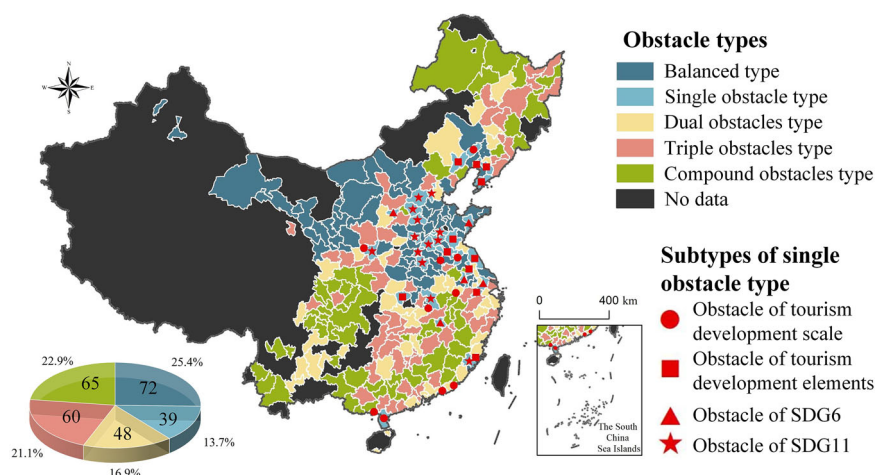 N
W
E
S
Obstacle types
Balanced type
Single obstacle type
Dual obstacles type
Triple obstacles type
Compound obstacles type
No data
Subtypes of single
obstacle type
Obstacle of tourism
development scale
Obstacle of tourism
development elements
Obstacle of SDG6
Obstacle of SDG11
0
400 km
The South
China
Sea Islands
22.9%
25.4%
65
72
60
39
48
21.1%
13.7%
16.9%